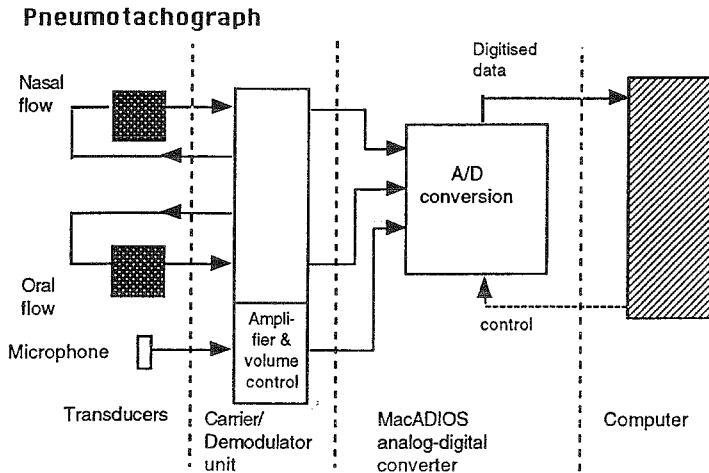 Pneumotachograph
Nasal
flow
Digitised
data
A/D
conversion
Oral
flow
Microphone
Ampli-
fier &
volume
control
control
Transducers
Carrier/
Demodulator
unit
MacADIOS
analog-digital
converter
Computer